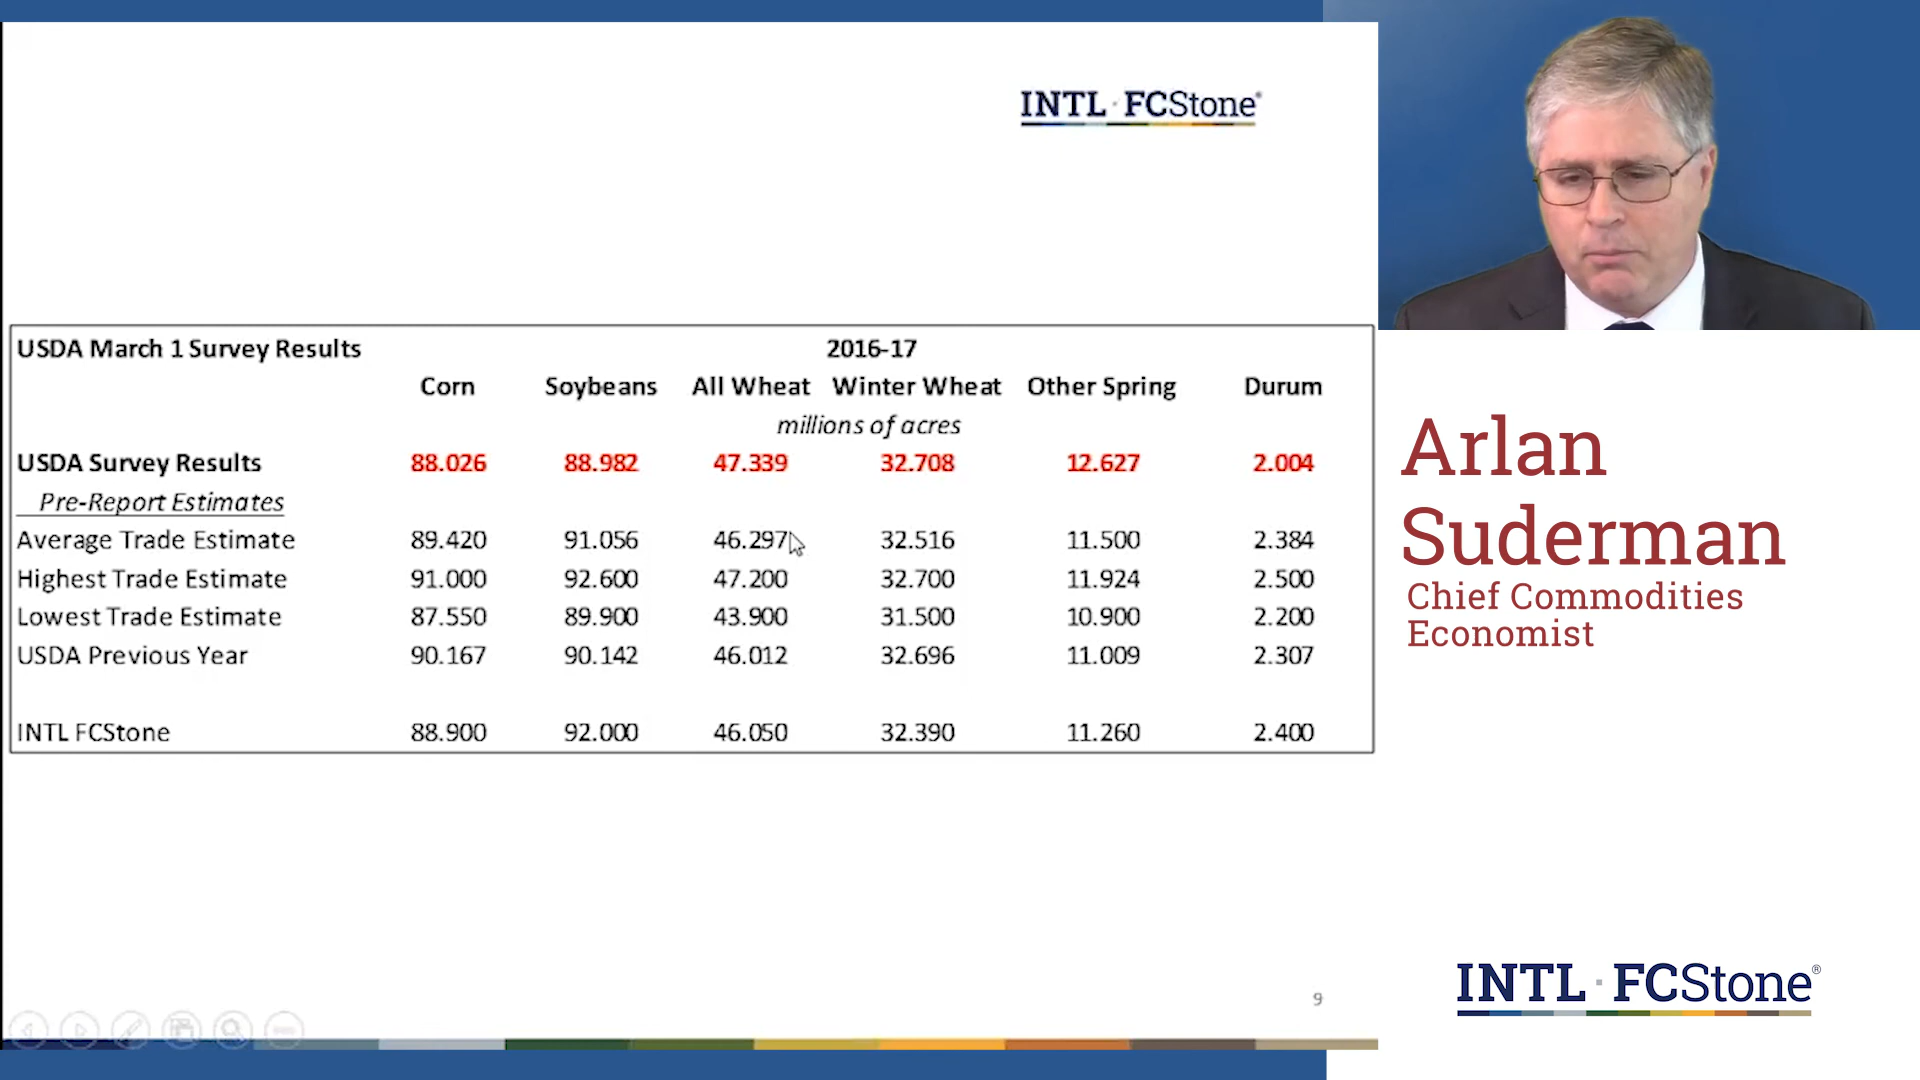 INTL FCStone®
USDA March 1 Survey Results 2016-17
Corn Soybeans All Wheat Winter Wheat Other Spring Durum
millions of acres
USDA Survey Results 88.026 88.982 47.339 32.708 12.627 2.004
Pre-Report Estimates
Average Trade Estimate 89.420 91.056 46.297 32.516 11.500 2.384
Highest Trade Estimate 91.000 92.600 47.200 32.700 11.924 2.500
Lowest Trade Estimate 87.550 89.900 43.900 31.500 10.900 2.200
USDA Previous Year 90.167 90.142 46.012 32.696 11.009 2.307
INTL FCStone 88.900 92.000 46.050 32.390 11.260 2.400
9
Arlan
Suderman
Chief Commodities
Economist
INTL·FCStone®